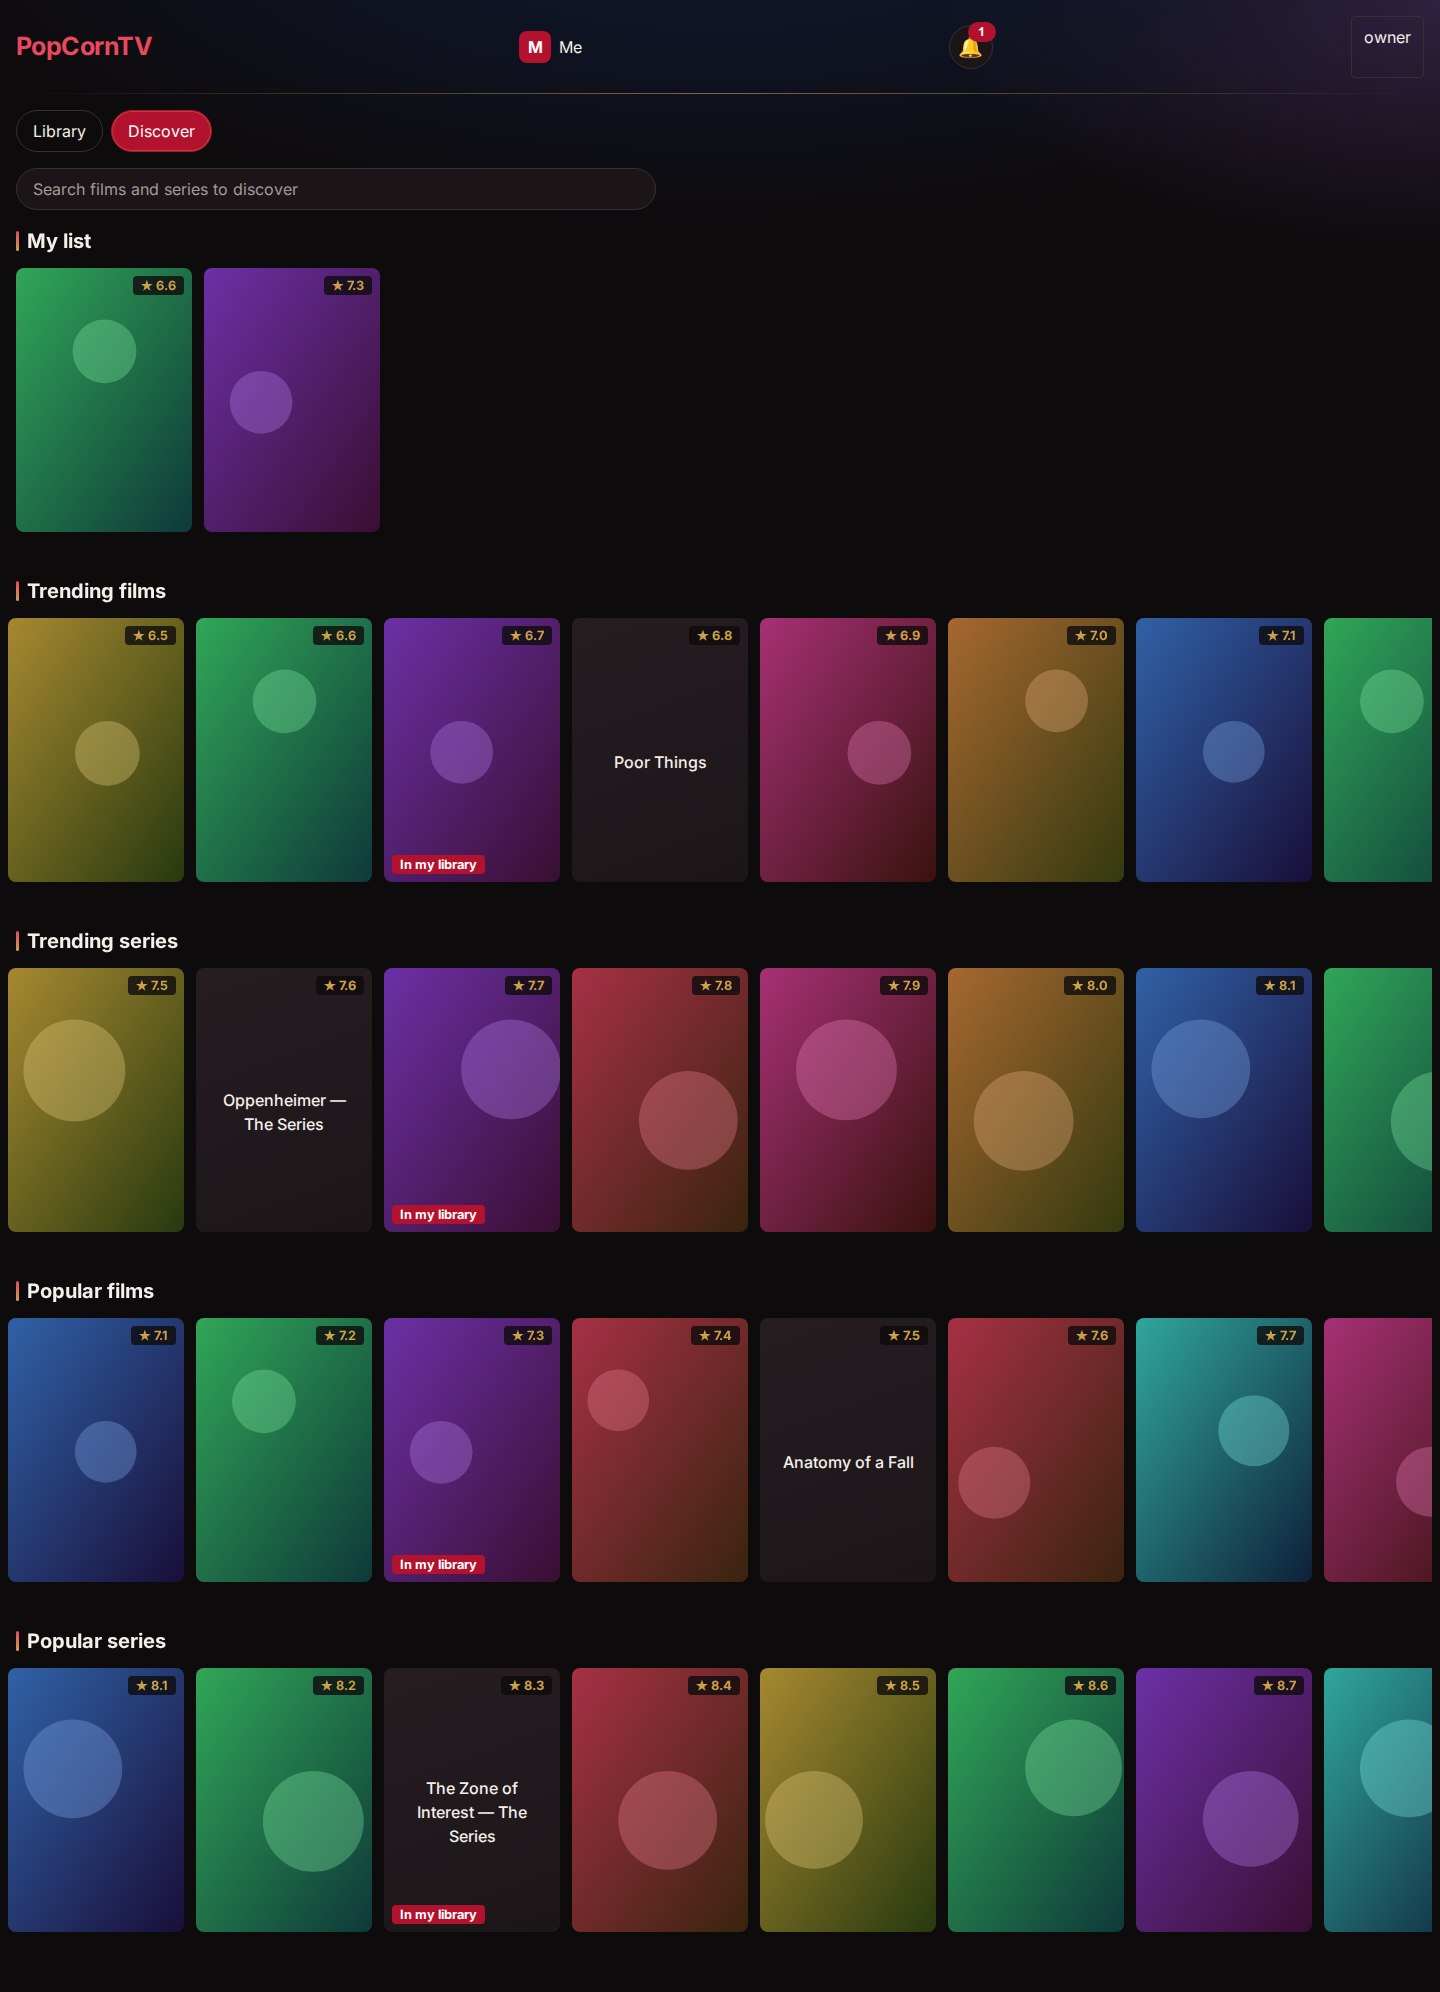 PopCornTV
M Me
🔔 1
owner
Library
Discover
Search films and series to discover
My list
★ 6.6
★ 7.3
Trending films
★ 6.5
★ 6.6
★ 6.7
★ 6.8
★ 6.9
★ 7.0
★ 7.1
Poor Things
In my library
Trending series
★ 7.5
★ 7.6
★ 7.7
★ 7.8
★ 7.9
★ 8.0
★ 8.1
Oppenheimer —
The Series
In my library
Popular films
★ 7.1
★ 7.2
★ 7.3
★ 7.4
★ 7.5
★ 7.6
★ 7.7
Anatomy of a Fall
In my library
Popular series
★ 8.1
★ 8.2
★ 8.3
★ 8.4
★ 8.5
★ 8.6
★ 8.7
The Zone of
Interest — The
Series
In my library